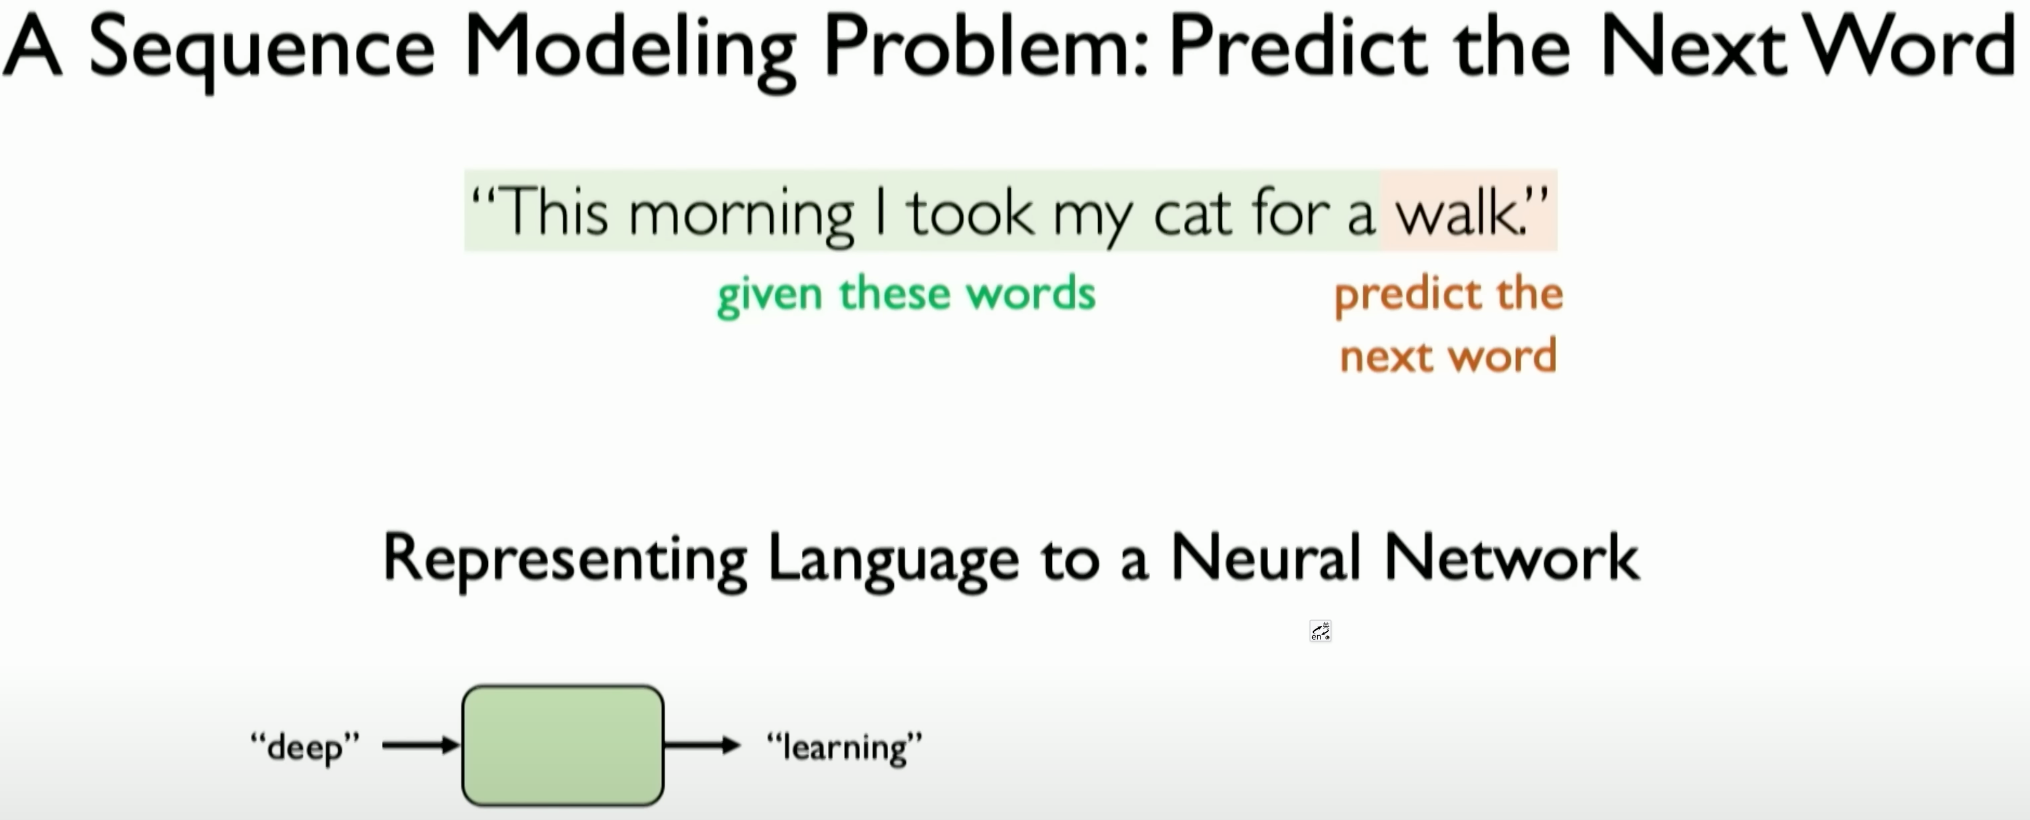 A Sequence Modeling Problem: Predict the Next Word
“This morning I took my cat for a walk.”
given these words
predict the
next word
Representing Language to a Neural Network
en
“deep”
“learning”